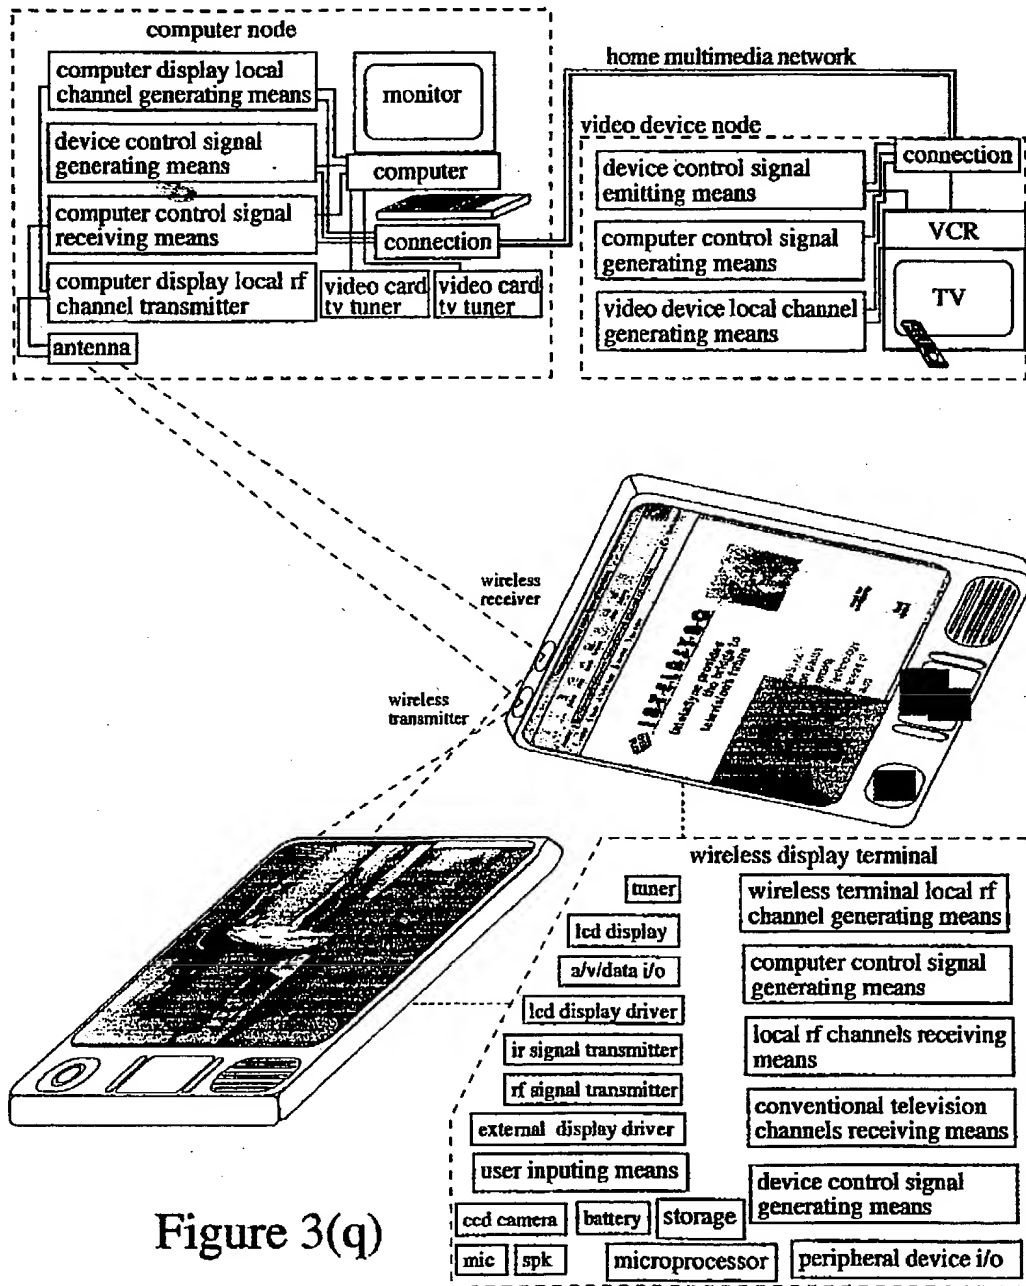 computer node
computer display local
channel generating means
device control signal
generating means
computer control signal
receiving means
computer display local rf
channel transmitter
antenna
monitor
computer
connection
video card
tv tuner
video card
tv tuner
home multimedia network
video device node
device control signal
emitting means
computer control signal
generating means
video device local channel
generating means
connection
VCR
TV
wireless
receiver
wireless
transmitter
provides
the bridge to
television's future
wireless display terminal
tuner
lcd display
a/v/data i/o
lcd display driver
ir signal transmitter
rf signal transmitter
external display driver
user inputing means
ccd camera
battery
storage
mic
spk
microprocessor
wireless terminal local rf
channel generating means
computer control signal
generating means
local rf channels receiving
means
conventional television
channels receiving means
device control signal
generating means
peripheral device i/o
Figure 3(q)